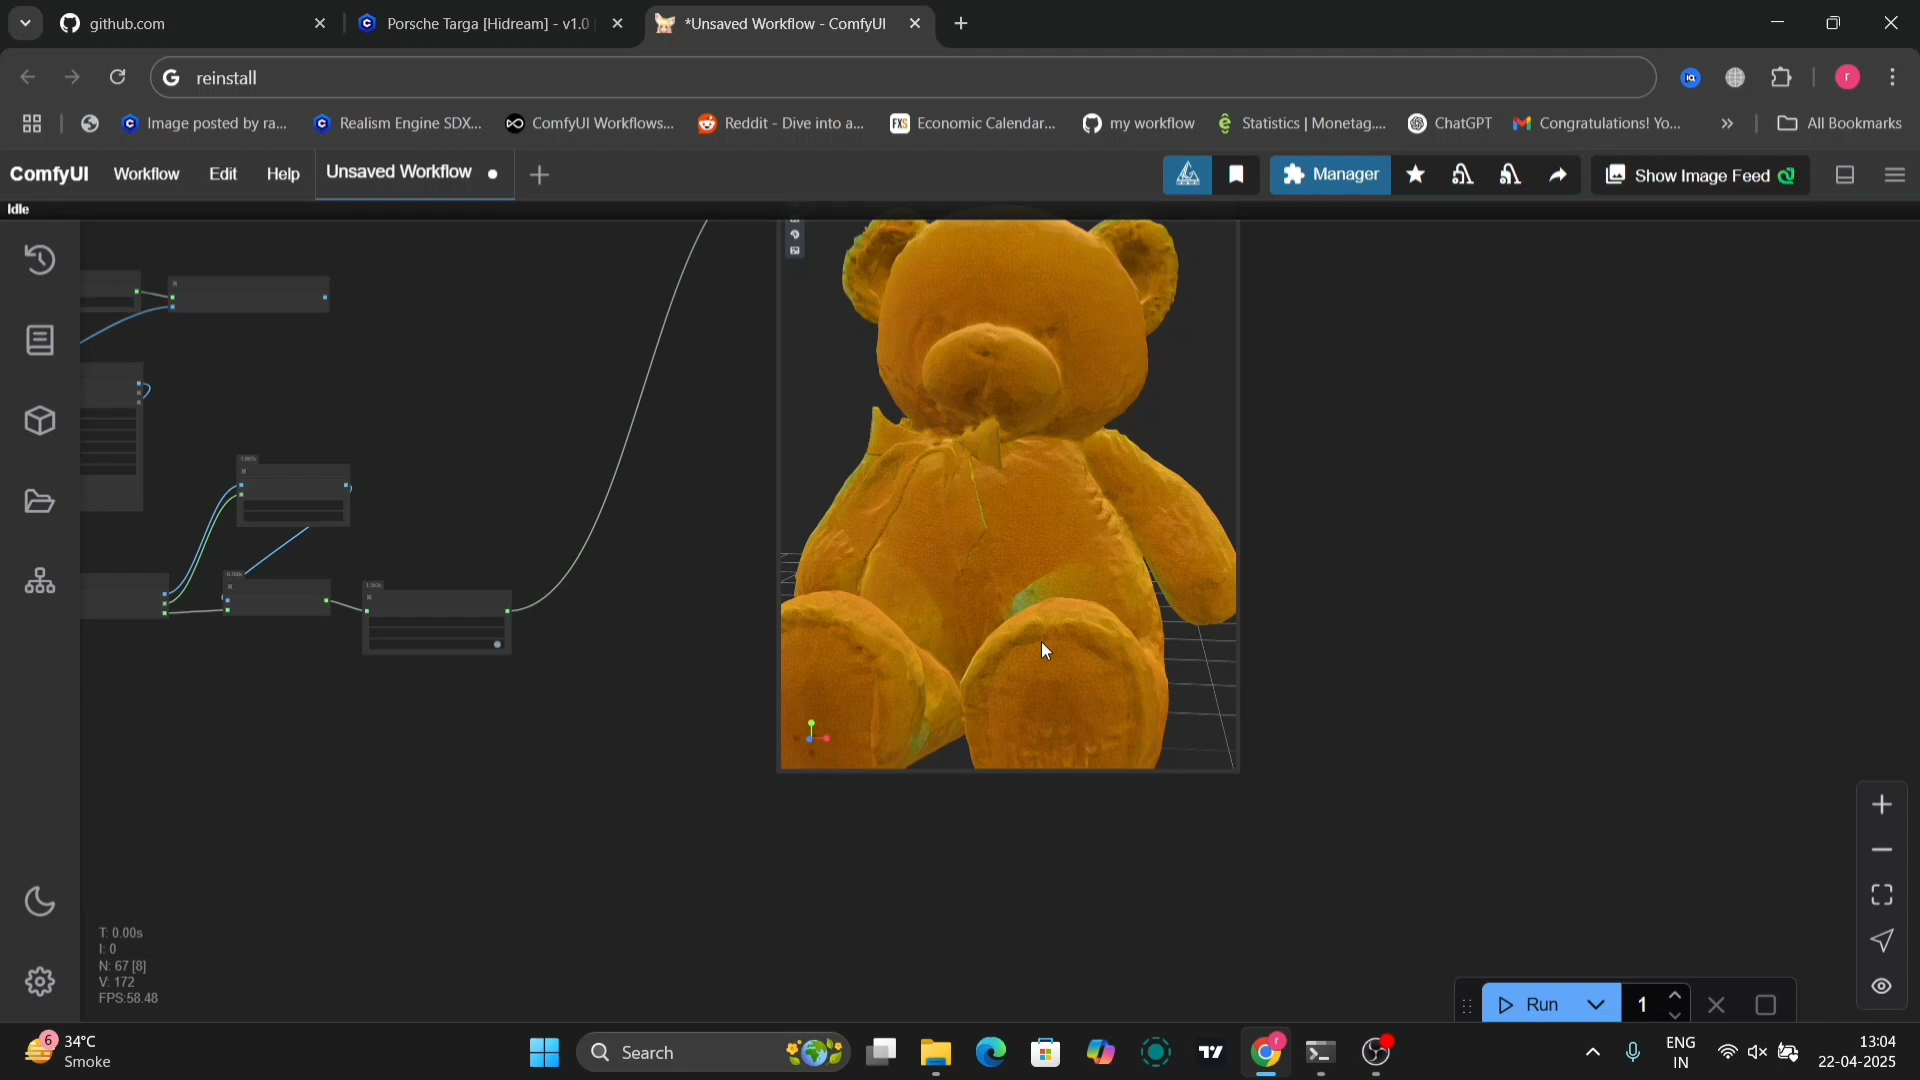 github.com
Porsche Targa [Hidream] - v1.0
*Unsaved Workflow - ComfyUI
reinstall
Image posted by ra...
Realism Engine SDX...
ComfyUI Workflows...
Reddit - Dive into a...
FXS
Economic Calendar...
my workflow
Statistics | Monetag....
ChatGPT
Congratulations! Yo...
All Bookmarks
ComfyUI
Workflow
Edit
Help
Unsaved Workflow
Manager
Show Image Feed
Idle
T: 0.00s
I: 0
N: 67 [8]
V: 172
FPS:58.48
Run
1
6
34°C
Smoke
Search
ENG
IN
13:04
22-04-2025